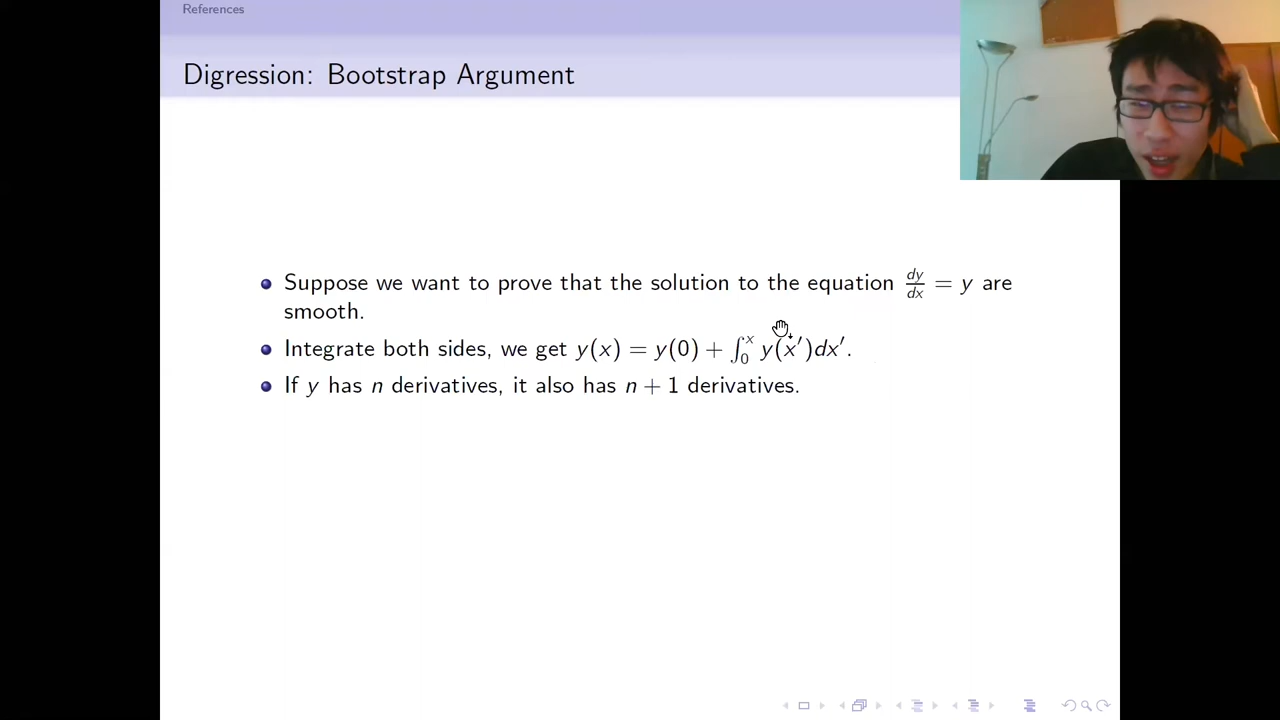 References
Digression: Bootstrap Argument
Suppose we want to prove that the solution to the equation dy/dx = y are
smooth.
Integrate both sides, we get y(x) = y(0) + ∫₀ˣ y(x′)dx′.
If y has n derivatives, it also has n + 1 derivatives.